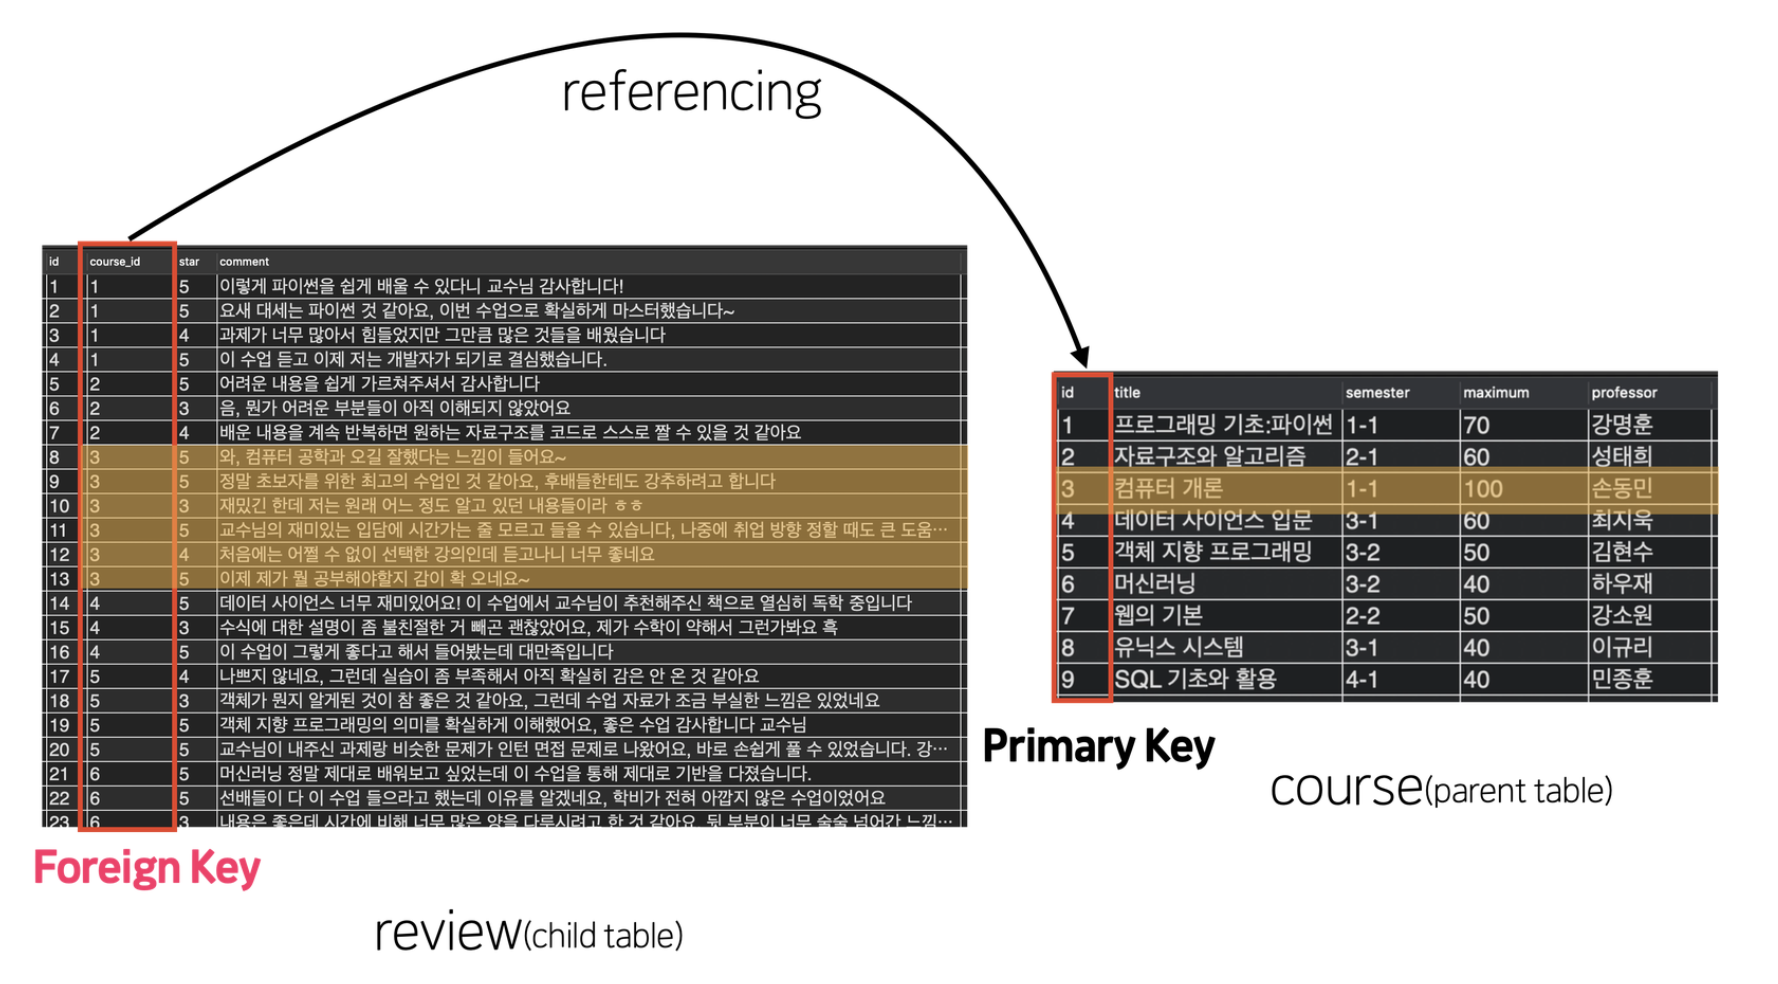 referencing
id course_id star comment
1 1 5 이렇게 파이썬을 쉽게 배울 수 있다니 교수님 감사합니다!
2 1 5 요새 대세는 파이썬 것 같아요, 이번 수업으로 확실하게 마스터했습니다~
3 1 4 과제가 너무 많아서 힘들었지만 그만큼 많은 것들을 배웠습니다
4 1 5 이 수업 듣고 이제 저는 개발자가 되기로 결심했습니다.
5 2 5 어려운 내용을 쉽게 가르쳐주셔서 감사합니다
6 2 3 음, 뭔가 어려운 부분들이 아직 이해되지 않았어요
7 2 4 배운 내용을 계속 반복하면 원하는 자료구조를 코드로 스스로 짤 수 있을 것 같아요
8 3 5 와, 컴퓨터 공학과 오길 잘했다는 느낌이 들어요~
9 3 5 정말 초보자를 위한 최고의 수업인 것 같아요, 후배들한테도 강추하려고 합니다
10 3 3 재밌긴 한데 저는 원래 어느 정도 알고 있던 내용들이라 ㅎㅎ
11 3 5 교수님의 재미있는 입담에 시간가는 줄 모르고 들을 수 있습니다, 나중에 취업 방향 정할 때도 큰 도움…
12 3 4 처음에는 어쩔 수 없이 선택한 강의인데 듣고나니 너무 좋네요
13 3 5 이제 제가 뭘 공부해야할지 감이 확 오네요~
14 4 5 데이터 사이언스 너무 재미있어요! 이 수업에서 교수님이 추천해주신 책으로 열심히 독학 중입니다
15 4 3 수식에 대한 설명이 좀 불친절한 거 빼곤 괜찮았어요, 제가 수학이 약해서 그런가봐요 흑
16 4 5 이 수업이 그렇게 좋다고 해서 들어봤는데 대만족입니다
17 5 4 나쁘지 않네요, 그런데 실습이 좀 부족해서 아직 확실히 감은 안 온 것 같아요
18 5 3 객체가 뭔지 알게된 것이 참 좋은 것 같아요, 그런데 수업 자료가 조금 부실한 느낌은 있었네요
19 5 5 객체 지향 프로그래밍의 의미를 확실하게 이해했어요, 좋은 수업 감사합니다 교수님
20 5 5 교수님이 내주신 과제랑 비슷한 문제가 인턴 면접 문제로 나왔어요, 바로 손쉽게 풀 수 있었습니다. 강…
21 6 5 머신러닝 정말 제대로 배워보고 싶었는데 이 수업을 통해 제대로 기반을 다졌습니다.
22 6 5 선배들이 다 이 수업 들으라고 했는데 이유를 알겠네요, 학비가 전혀 아깝지 않은 수업이었어요
23 6 3 내용은 좋은데 시간에 비해 너무 많은 양을 다루시려고 한 것 같아요 뒷 부분이 너무 술술 넘어간 느낌…
Foreign Key
review(child table)
id title semester maximum professor
1 프로그래밍 기초:파이썬 1-1 70 강명훈
2 자료구조와 알고리즘 2-1 60 성태희
3 컴퓨터 개론 1-1 100 손동민
4 데이터 사이언스 입문 3-1 60 최지욱
5 객체 지향 프로그래밍 3-2 50 김현수
6 머신러닝 3-2 40 하우재
7 웹의 기본 2-2 50 강소원
8 유닉스 시스템 3-1 40 이규리
9 SQL 기초와 활용 4-1 40 민종훈
Primary Key
course(parent table)